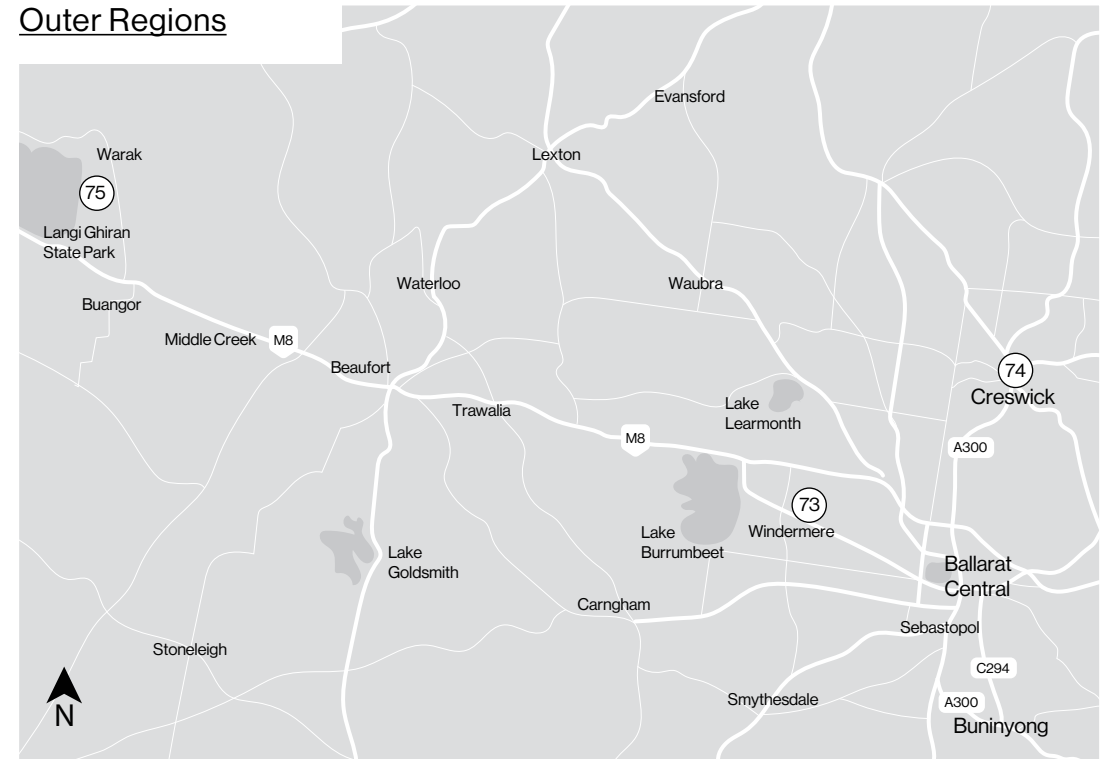 Outer Regions
Evansford
Warak
Lexton
75
Langi Ghiran
State Park
Waterloo
Waubra
Buangor
Middle Creek
M8
Beaufort
74
Creswick
Trawalia
Lake
Learmonth
M8
A300
73
Windermere
Lake
Burrumbeet
Lake
Goldsmith
Ballarat
Central
Carngham
Sebastopol
Stoneleigh
C294
Smythesdale
A300
N
Buninyong